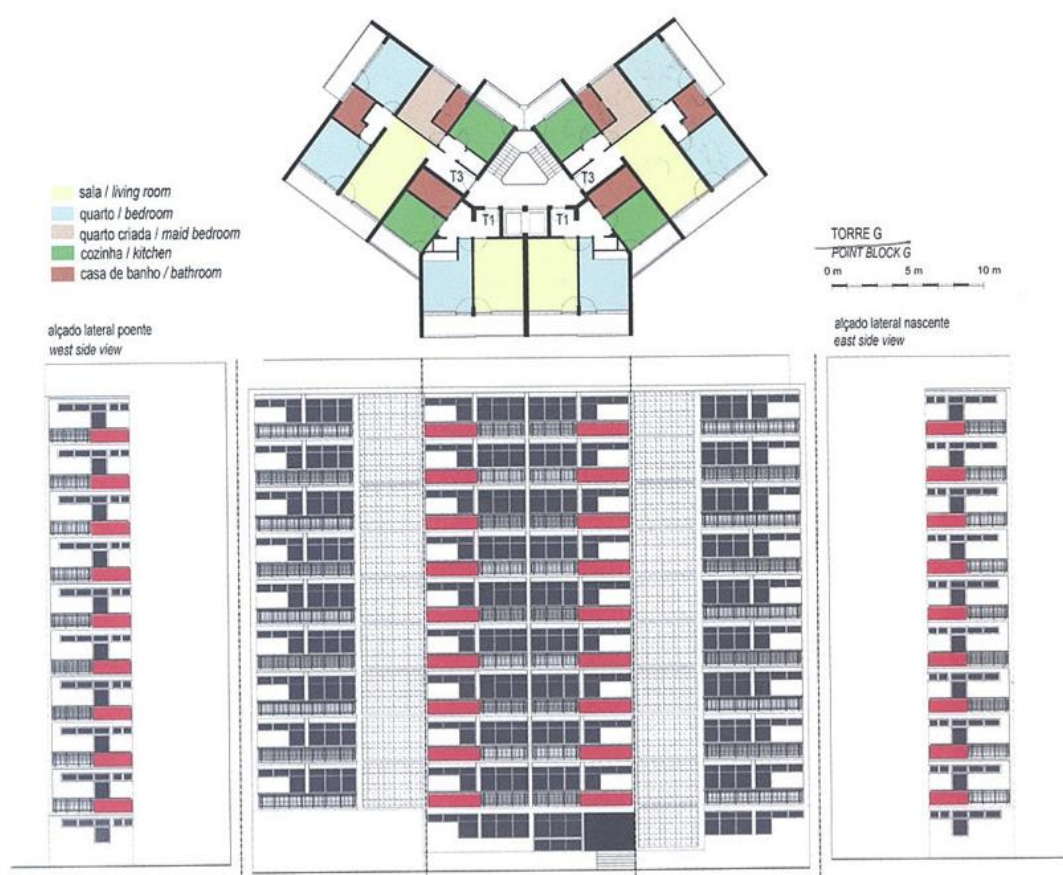 T3
T3
T1
T1
sala / living room
quarto / bedroom
quarto criada / maid bedroom
cozinha / kitchen
casa de banho / bathroom
TORRE G
POINT BLOCK G
0 m 5 m 10 m
alçado lateral poente
west side view
alçado lateral nascente
east side view